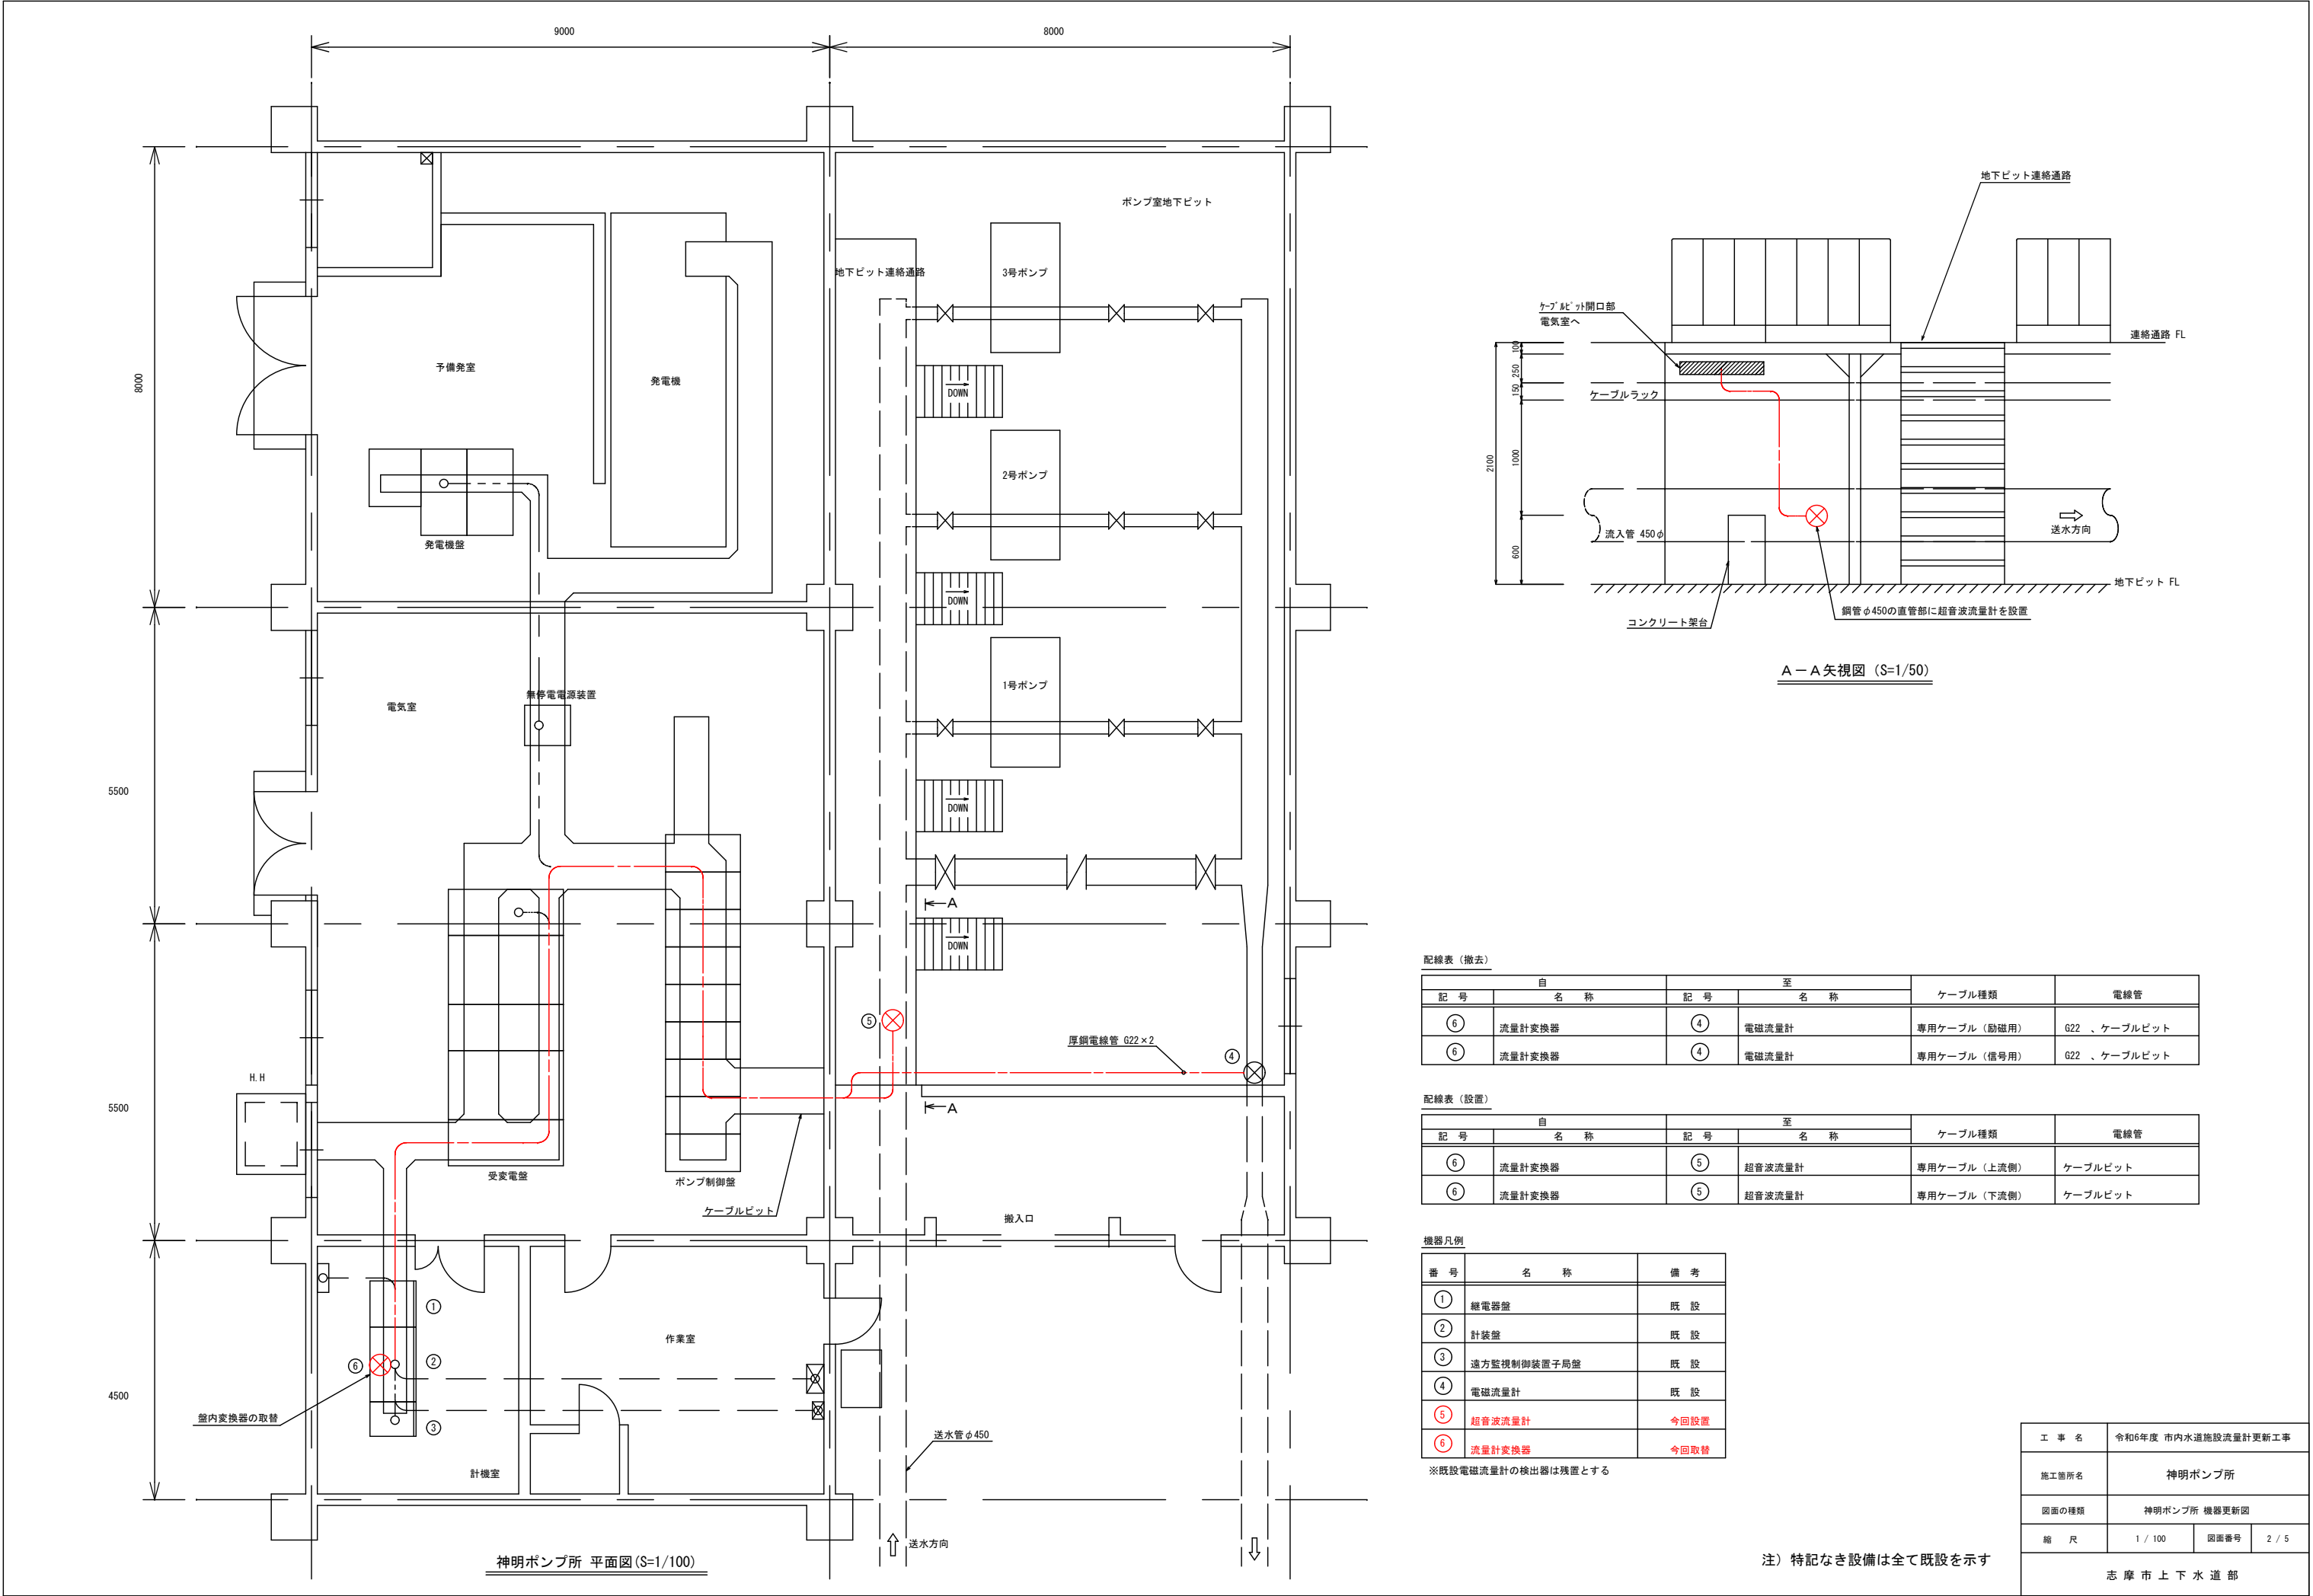 9000
8000
8000
5500
5500
4500
ポンプ室地下ピット
地下ピット連絡通路
3号ポンプ
予備発室
発電機
DOWN
2号ポンプ
発電機盤
DOWN
無停電電源装置
電気室
1号ポンプ
DOWN
A
DOWN
⑤
厚鋼電線管 G22×2
④
H.H
A
受変電盤
ポンプ制御盤
ケーブルピット
搬入口
①
作業室
⑥
②
盤内変換器の取替
③
送水管φ450
計機室
送水方向
神明ポンプ所 平面図(S=1/100)
地下ピット連絡通路
ケーブルピット開口部
電気室へ
連絡通路 FL
100
250
150
1000
600
2100
ケーブルラック
流入管 450φ
送水方向
地下ピット FL
鋼管φ450の直管部に超音波流量計を設置
コンクリート架台
A-A矢視図 (S=1/50)
配線表 (撤去)
自 至
記 号 名 称 記 号 名 称 ケーブル種類 電線管
⑥ 流量計変換器 ④ 電磁流量計 専用ケーブル (励磁用) G22 、ケーブルピット
⑥ 流量計変換器 ④ 電磁流量計 専用ケーブル (信号用) G22 、ケーブルピット
配線表 (設置)
自 至
記 号 名 称 記 号 名 称 ケーブル種類 電線管
⑥ 流量計変換器 ⑤ 超音波流量計 専用ケーブル (上流側) ケーブルピット
⑥ 流量計変換器 ⑤ 超音波流量計 専用ケーブル (下流側) ケーブルピット
機器凡例
番 号 名 称 備 考
① 継電器盤 既 設
② 計装盤 既 設
③ 遠方監視制御装置子局盤 既 設
④ 電磁流量計 既 設
⑤ 超音波流量計 今回設置
⑥ 流量計変換器 今回取替
※既設電磁流量計の検出器は残置とする
注) 特記なき設備は全て既設を示す
工 事 名 令和6年度 市内水道施設流量計更新工事
施工箇所名 神明ポンプ所
図面の種類 神明ポンプ所 機器更新図
縮 尺 1 / 100 図面番号 2 / 5
志摩市上下水道部